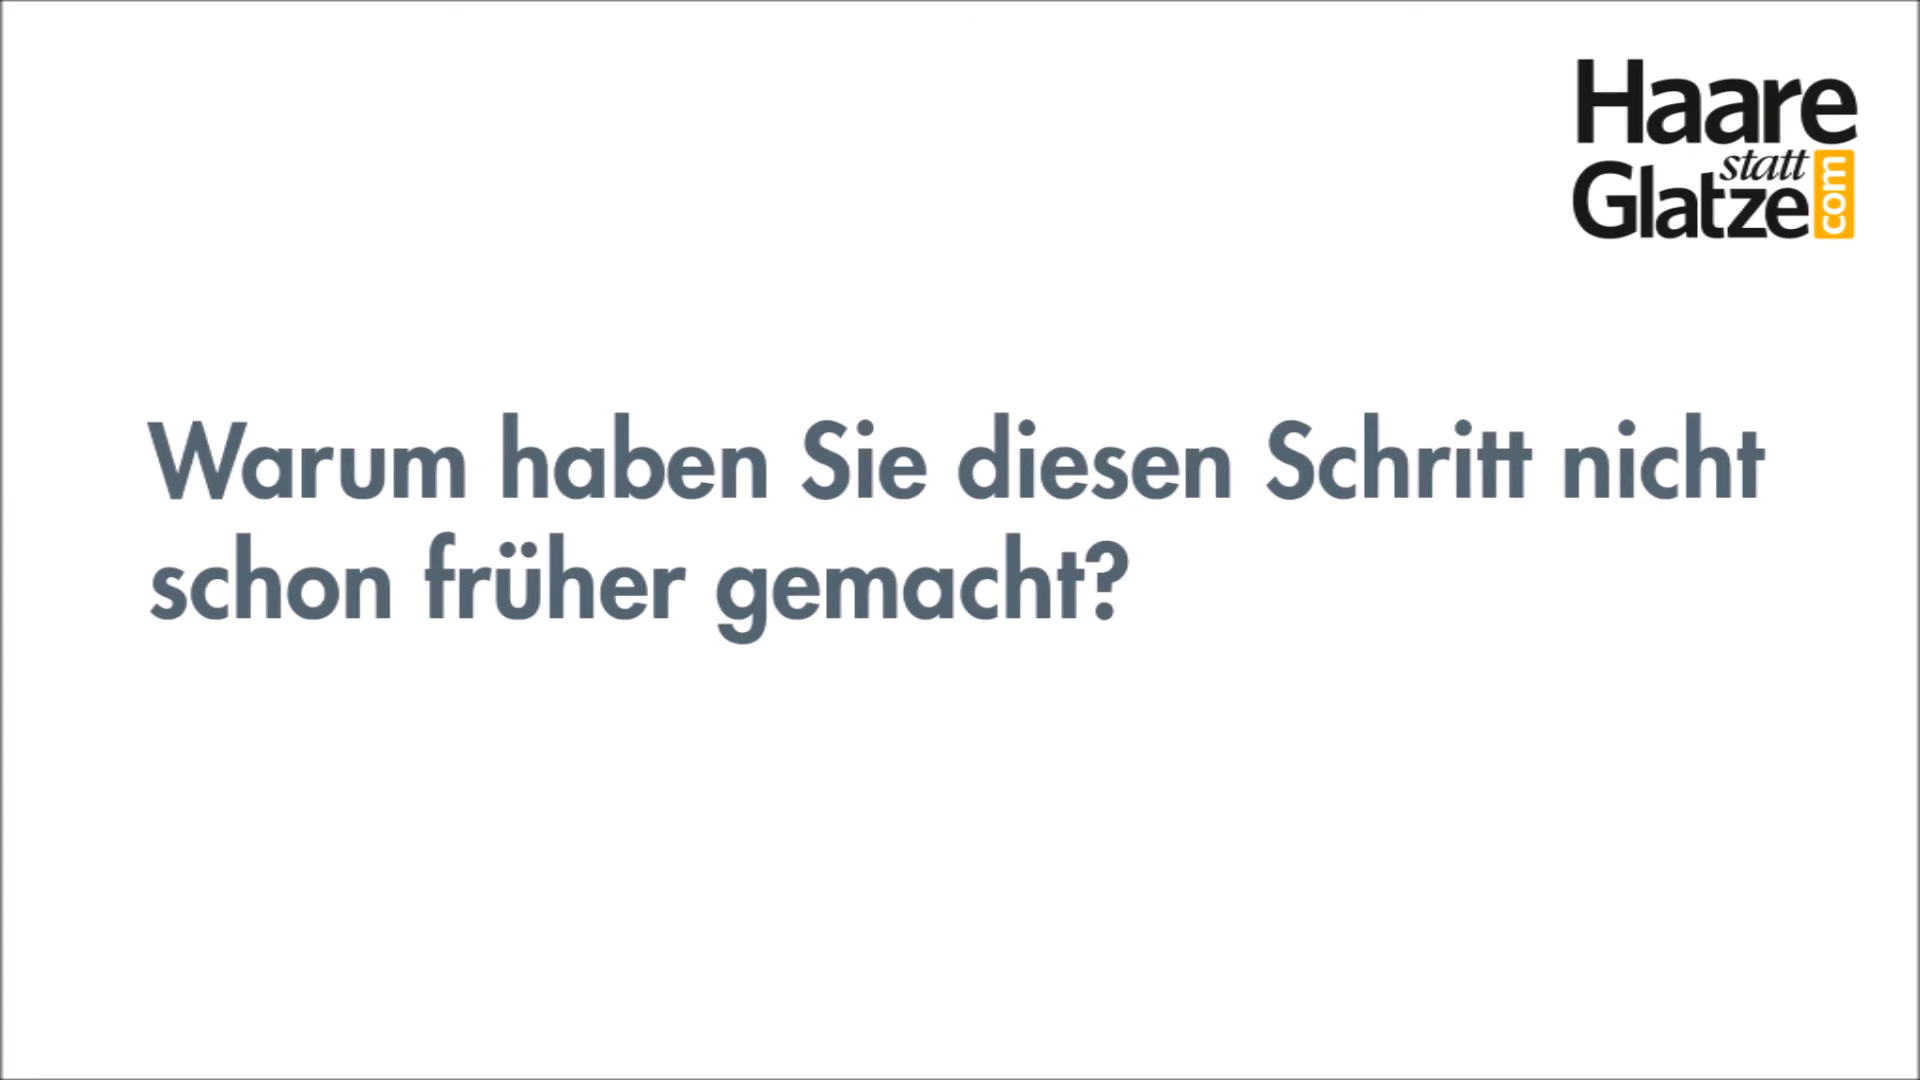 Haare
statt
Glatze
com
Warum haben Sie diesen Schritt nicht
schon früher gemacht?